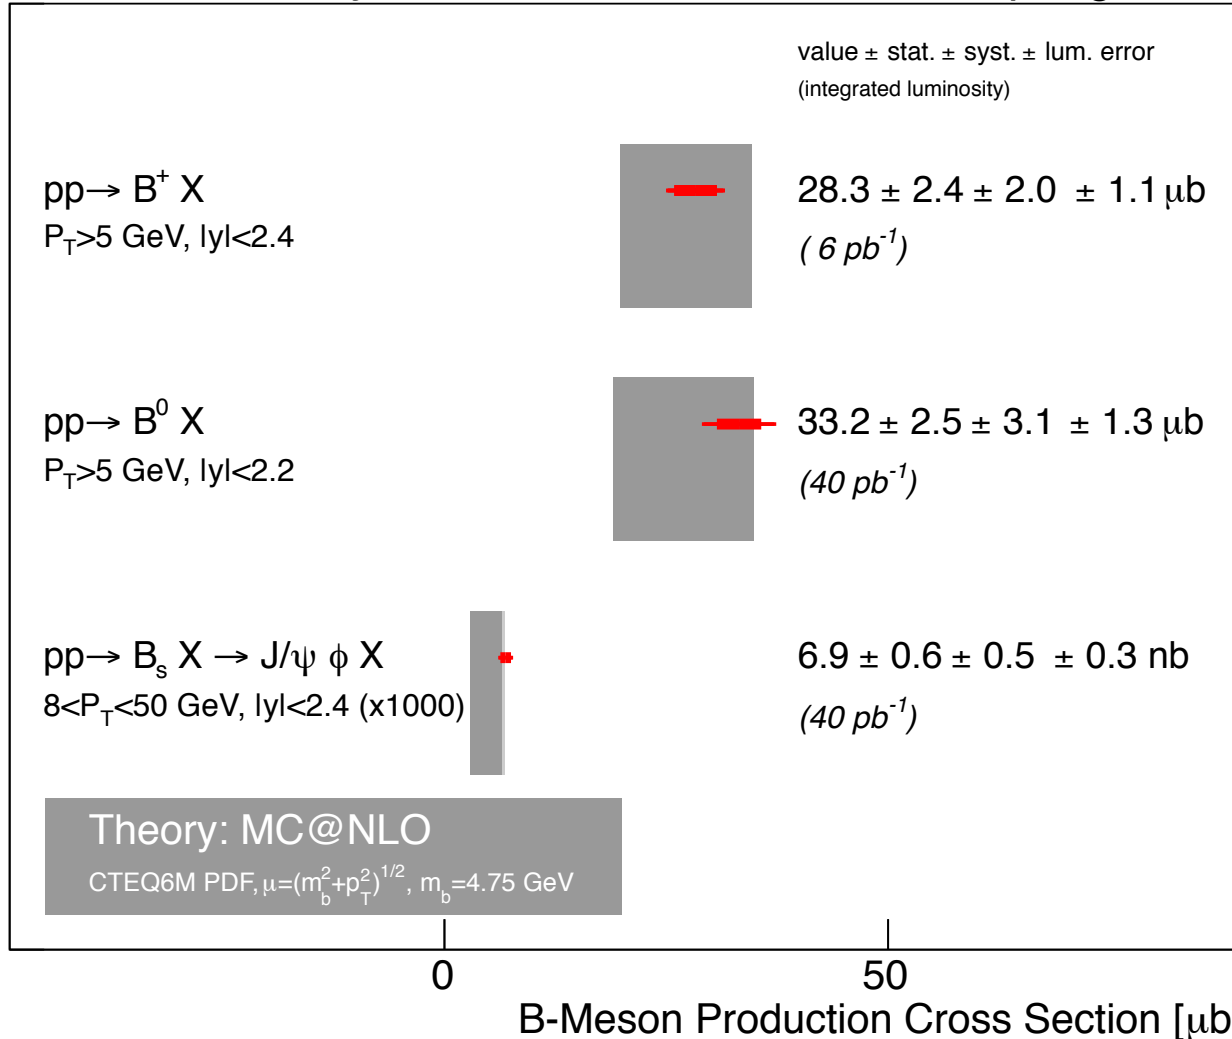 value ± stat. ± syst. ± lum. error
(integrated luminosity)
pp→ B⁺ X
28.3 ± 2.4 ± 2.0 ± 1.1 μb
P_T>5 GeV, |y|<2.4
( 6 pb⁻¹)
pp→ B⁰ X
33.2 ± 2.5 ± 3.1 ± 1.3 μb
P_T>5 GeV, |y|<2.2
(40 pb⁻¹)
pp→ B_s X → J/ψ ϕ X
6.9 ± 0.6 ± 0.5 ± 0.3 nb
8<P_T<50 GeV, |y|<2.4 (x1000)
(40 pb⁻¹)
Theory: MC@NLO
CTEQ6M PDF, μ=(m_b²+p_T²)^1/2, m_b=4.75 GeV
0 50
B-Meson Production Cross Section [μb